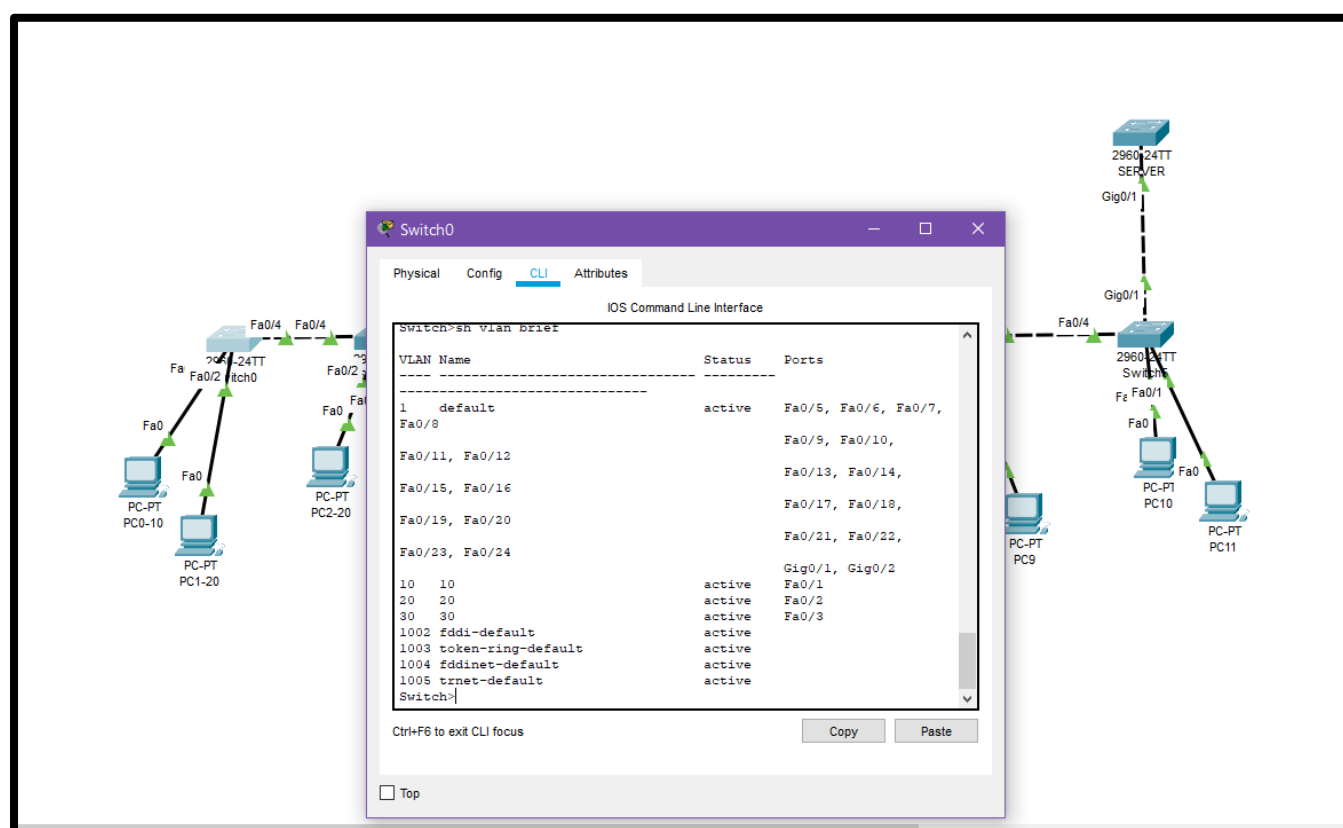 2960-24TT
SERVER
Gig0/1
Switch0
Physical Config CLI Attributes
IOS Command Line Interface
Gig0/1
Switch>sh vlan brief
Fa0/4 Fa0/4
Fa0/4
VLAN Name Status Ports
---- -------------------------------- ---------
-------------------------------
1 default active Fa0/5, Fa0/6, Fa0/7,
Fa0/8
Fa0/9, Fa0/10,
Fa0/11, Fa0/12
Fa0/13, Fa0/14,
Fa0/15, Fa0/16
Fa0/17, Fa0/18,
Fa0/19, Fa0/20
Fa0/21, Fa0/22,
Fa0/23, Fa0/24
Gig0/1, Gig0/2
10 10 active Fa0/1
20 20 active Fa0/2
30 30 active Fa0/3
1002 fddi-default active
1003 token-ring-default active
1004 fddinet-default active
1005 trnet-default active
Switch>
Ctrl+F6 to exit CLI focus
Copy
Paste
Top
Fa0/2
Fa0/2
Fa0
Fa0
Fa0
PC-PT
PC0-10
PC-PT
PC1-20
PC-PT
PC2-20
2960-24TT
Fa0/1
Fa0
Fa0
PC-PT
PC9
PC10
PC-PT
PC11